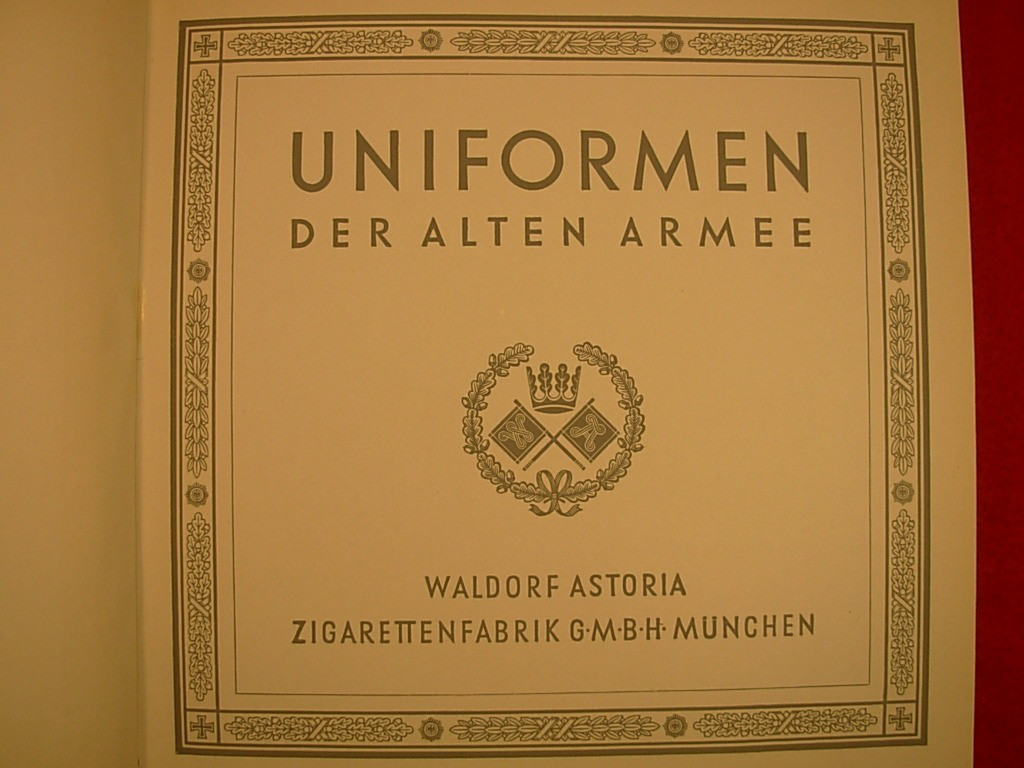 UNIFORMEN
DER ALTEN ARMEE
W A
WALDORF ASTORIA
ZIGARETTENFABRIK G·M·B·H· MÜNCHEN